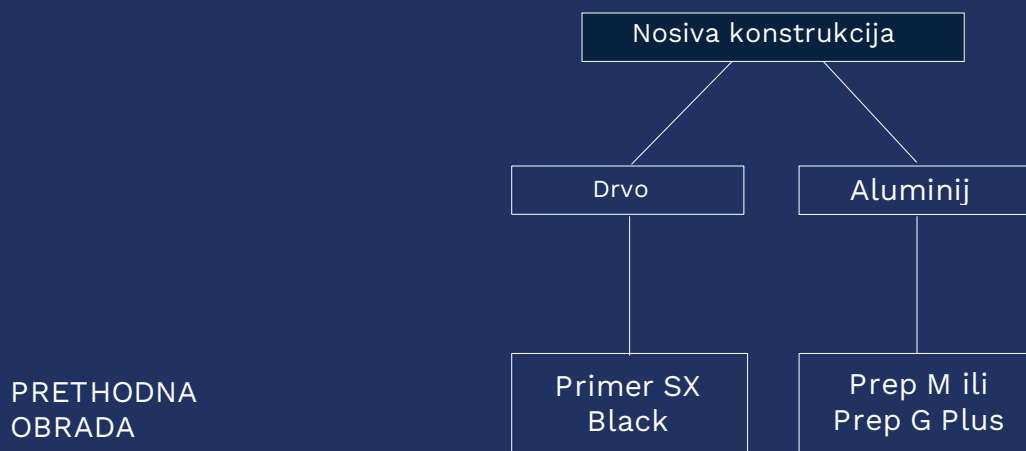 Nosiva konstrukcija
Drvo
Aluminij
PRETHODNA
OBRADA
Primer SX
Black
Prep M ili
Prep G Plus